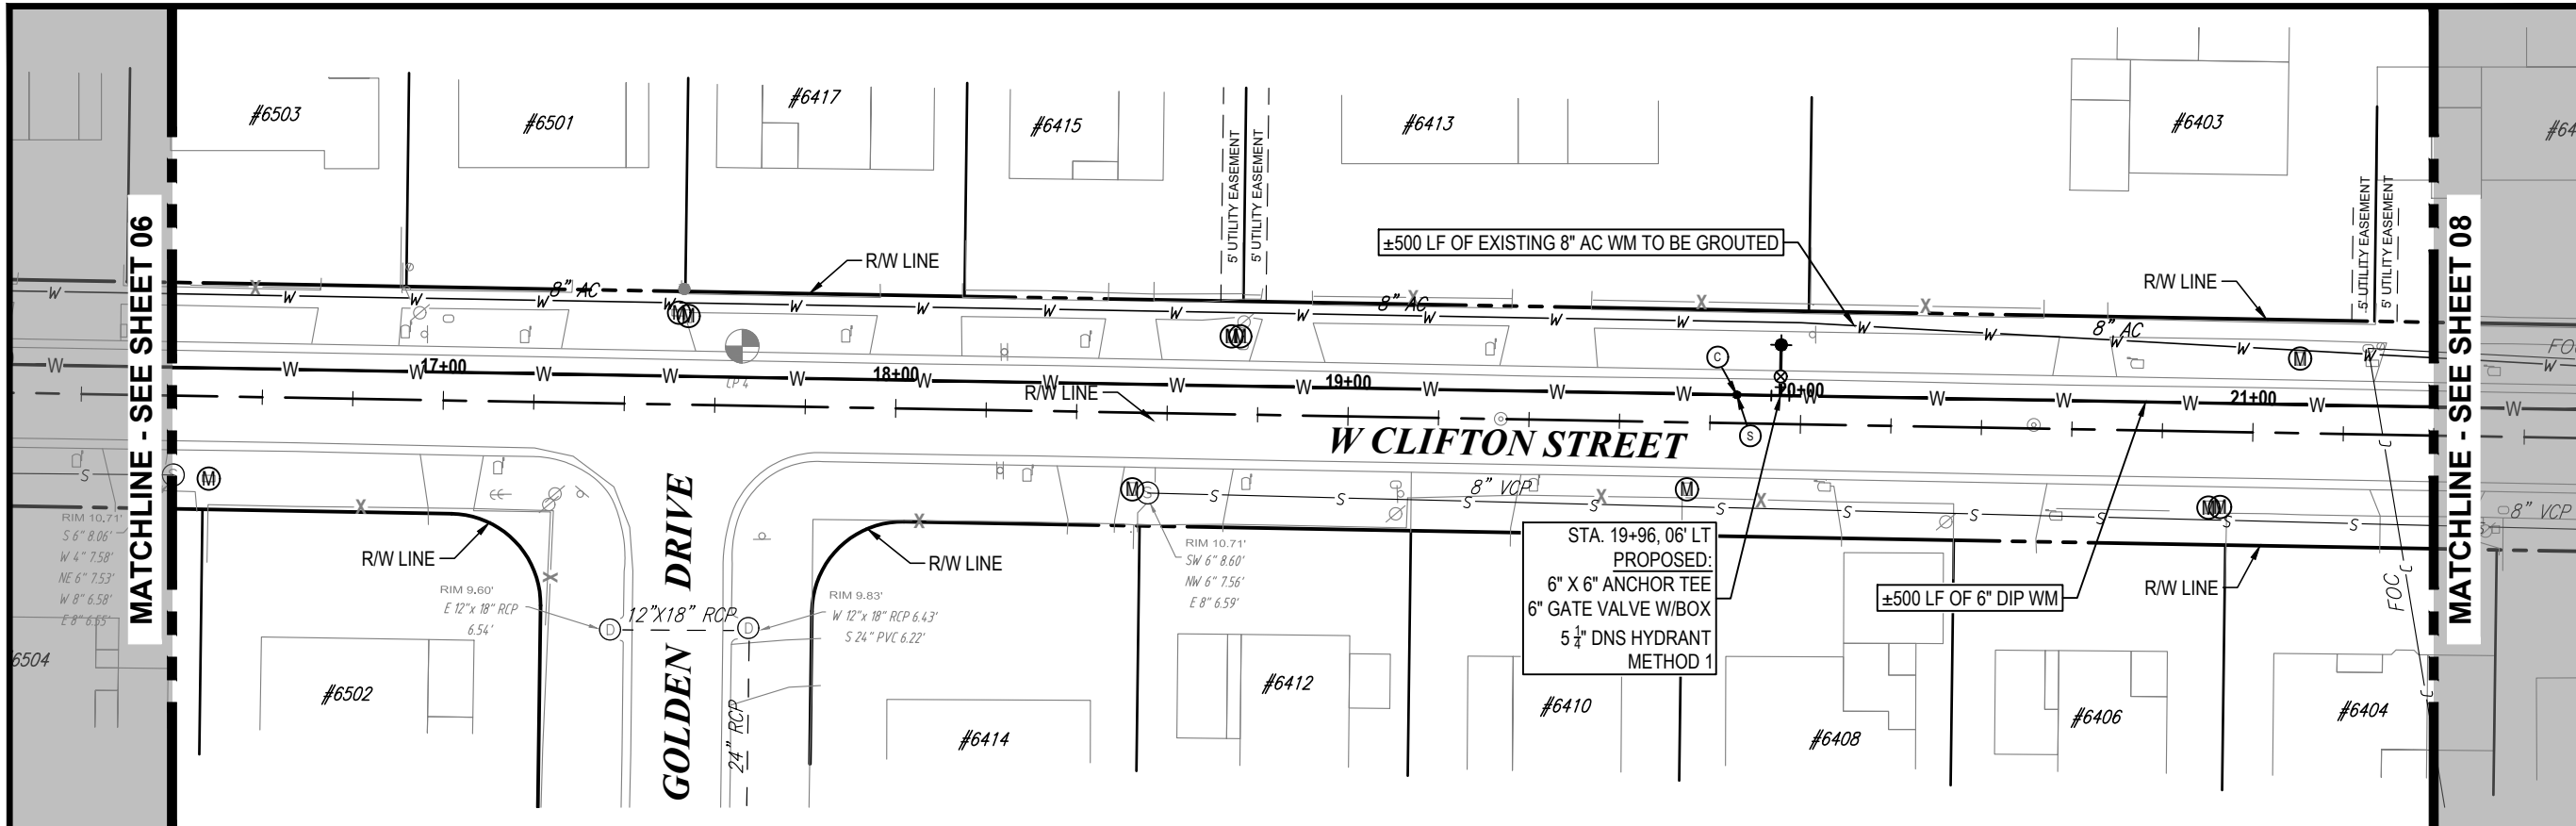 MATCHLINE - SEE SHEET 06
#6503
#6501
#6417
#6415
5' UTILITY EASEMENT
5' UTILITY EASEMENT
#6413
#6403
5' UTILITY EASEMENT
5' UTILITY EASEMENT
MATCHLINE - SEE SHEET 08
±500 LF OF EXISTING 8" AC WM TO BE GROUTED
R/W LINE
R/W LINE
8" AC
8" AC
8" AC
17+00
18+00
19+00
20+00
21+00
CP 4
R/W LINE
C
S
FOC
W CLIFTON STREET
8" VCP
8" VCP
RIM 10.71'
S 6" 8.06'
W 4" 7.58'
NE 6" 7.53'
W 8" 6.58'
E 8" 6.55'
R/W LINE
R/W LINE
RIM 9.60'
E 12"x 18" RCP
6.54'
12"X18" RCP
D
D
RIM 9.83'
W 12"x 18" RCP 6.43'
S 24" PVC 6.22'
24" RCP
GOLDEN DRIVE
RIM 10.71'
SW 6" 8.60'
NW 6" 7.56'
E 8" 6.59'
STA. 19+96, 06' LT
PROPOSED:
6" X 6" ANCHOR TEE
6" GATE VALVE W/BOX
5 1/4" DNS HYDRANT
METHOD 1
±500 LF OF 6" DIP WM
R/W LINE
FOC
6504
#6502
#6414
#6412
#6410
#6408
#6406
#6404